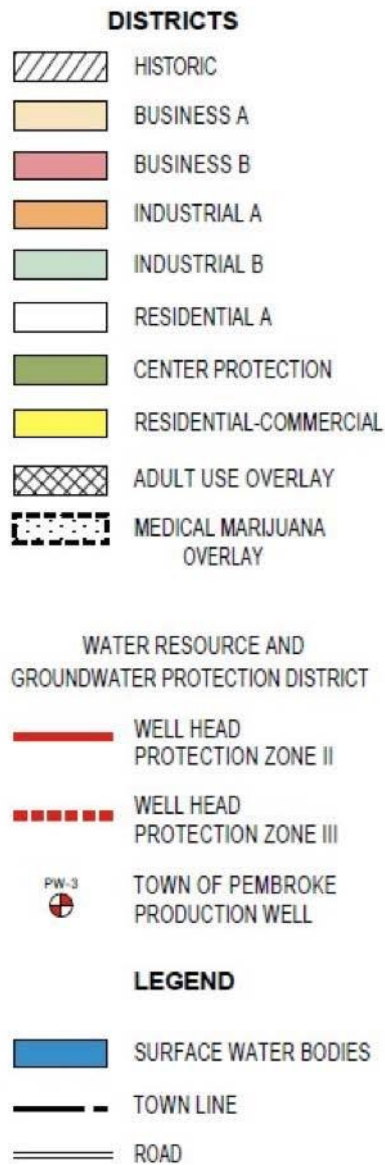 DISTRICTS
HISTORIC
BUSINESS A
BUSINESS B
INDUSTRIAL A
INDUSTRIAL B
RESIDENTIAL A
CENTER PROTECTION
RESIDENTIAL-COMMERCIAL
ADULT USE OVERLAY
MEDICAL MARIJUANA
OVERLAY
WATER RESOURCE AND
GROUNDWATER PROTECTION DISTRICT
WELL HEAD
PROTECTION ZONE II
WELL HEAD
PROTECTION ZONE III
PW-3
TOWN OF PEMBROKE
PRODUCTION WELL
LEGEND
SURFACE WATER BODIES
TOWN LINE
ROAD